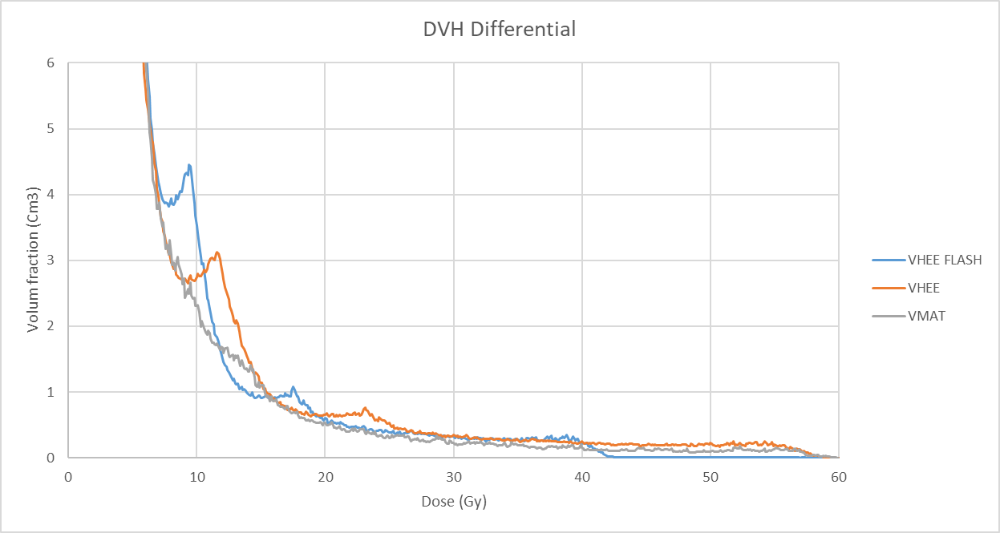 DVH Differential
6
5
4
3
2
1
0
Volum fraction (Cm3)
0 10 20 30 40 50 60
Dose (Gy)
VHEE FLASH
VHEE
VMAT